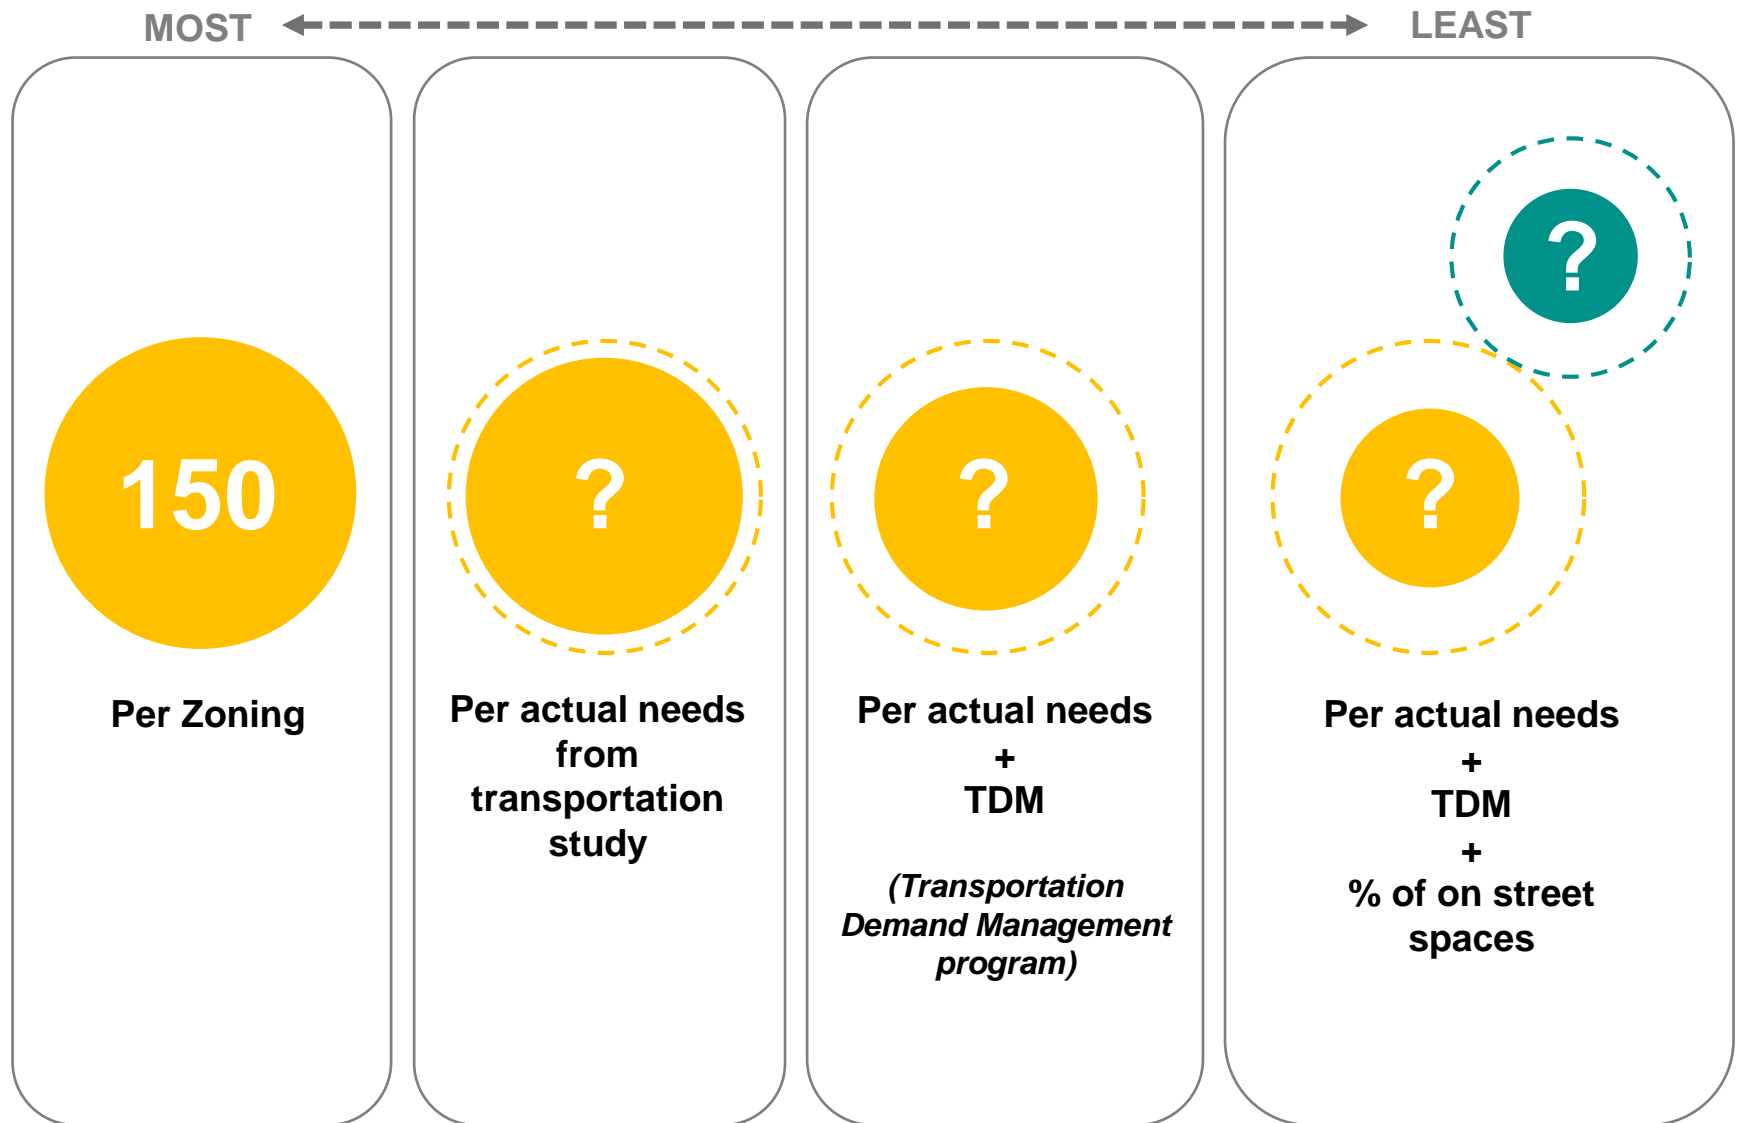 MOST
LEAST
150
Per Zoning
?
Per actual needs
from
transportation
study
?
Per actual needs
+
TDM
(Transportation
Demand Management
program)
?
?
Per actual needs
+
TDM
+
% of on street
spaces